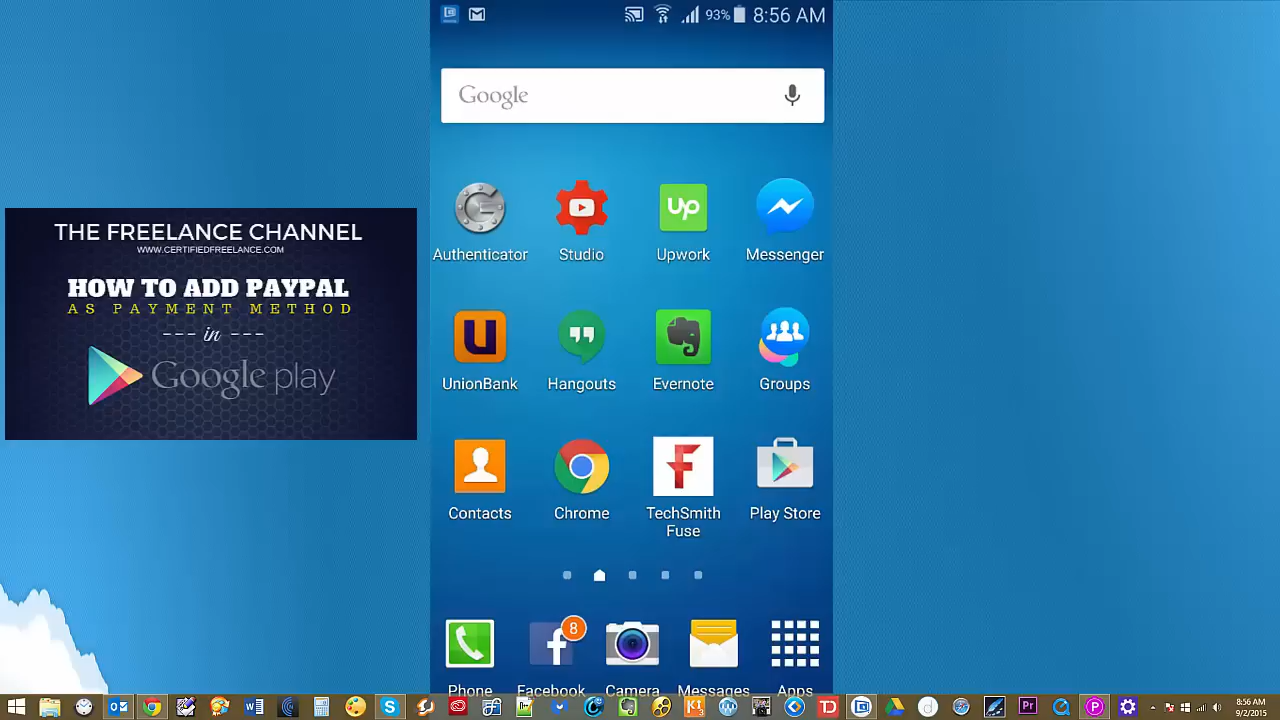 8:56 AM
93%
Google
Authenticator
Studio
Up
Upwork
Messenger
U
UnionBank
Hangouts
Evernote
Groups
Contacts
Chrome
F
TechSmith
Fuse
Play Store
8
Phone
Facebook
Camera
Messages
Apps
THE FREELANCE CHANNEL
WWW.CERTIFIEDFREELANCE.COM
HOW TO ADD PAYPAL
AS PAYMENT METHOD
--- in ---
Google play
8:56 AM
9/2/2015